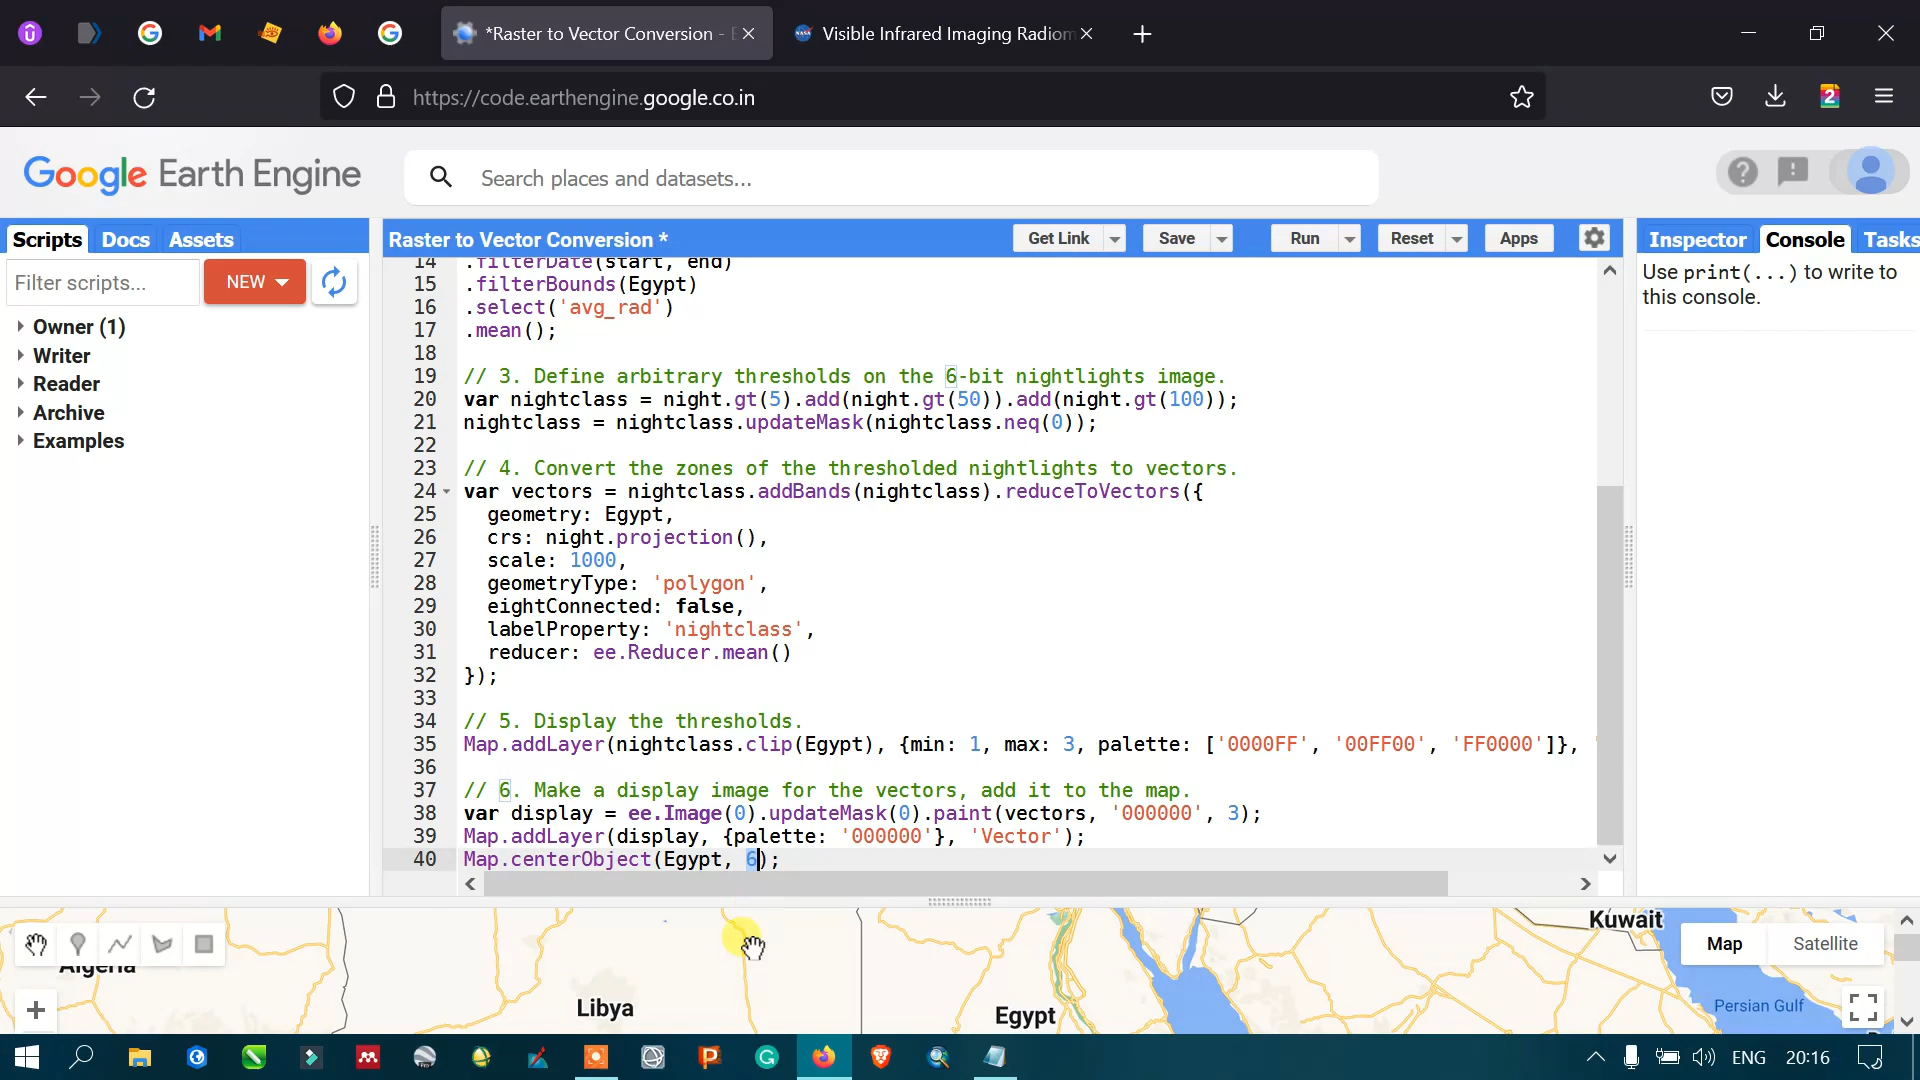 *Raster to Vector Conversion - E
Visible Infrared Imaging Radiom
https://code.earthengine.google.co.in
2
Google Earth Engine
Search places and datasets...
Scripts Docs Assets
Raster to Vector Conversion *
Get Link Save Run Reset Apps
Inspector Console Tasks
Filter scripts...
NEW
Owner (1)
Writer
Reader
Archive
Examples
14 .filterDate(start, end)
15 .filterBounds(Egypt)
16 .select('avg_rad')
17 .mean();
18
19 // 3. Define arbitrary thresholds on the 6-bit nightlights image.
20 var nightclass = night.gt(5).add(night.gt(50)).add(night.gt(100));
21 nightclass = nightclass.updateMask(nightclass.neq(0));
22
23 // 4. Convert the zones of the thresholded nightlights to vectors.
24 var vectors = nightclass.addBands(nightclass).reduceToVectors({
25 geometry: Egypt,
26 crs: night.projection(),
27 scale: 1000,
28 geometryType: 'polygon',
29 eightConnected: false,
30 labelProperty: 'nightclass',
31 reducer: ee.Reducer.mean()
32 });
33
34 // 5. Display the thresholds.
35 Map.addLayer(nightclass.clip(Egypt), {min: 1, max: 3, palette: ['0000FF', '00FF00', 'FF0000']}, '
36
37 // 6. Make a display image for the vectors, add it to the map.
38 var display = ee.Image(0).updateMask(0).paint(vectors, '000000', 3);
39 Map.addLayer(display, {palette: '000000'}, 'Vector');
40 Map.centerObject(Egypt, 6);
Use print(...) to write to
this console.
Algeria
Libya
Egypt
Kuwait
Persian Gulf
Map Satellite
ENG 20:16